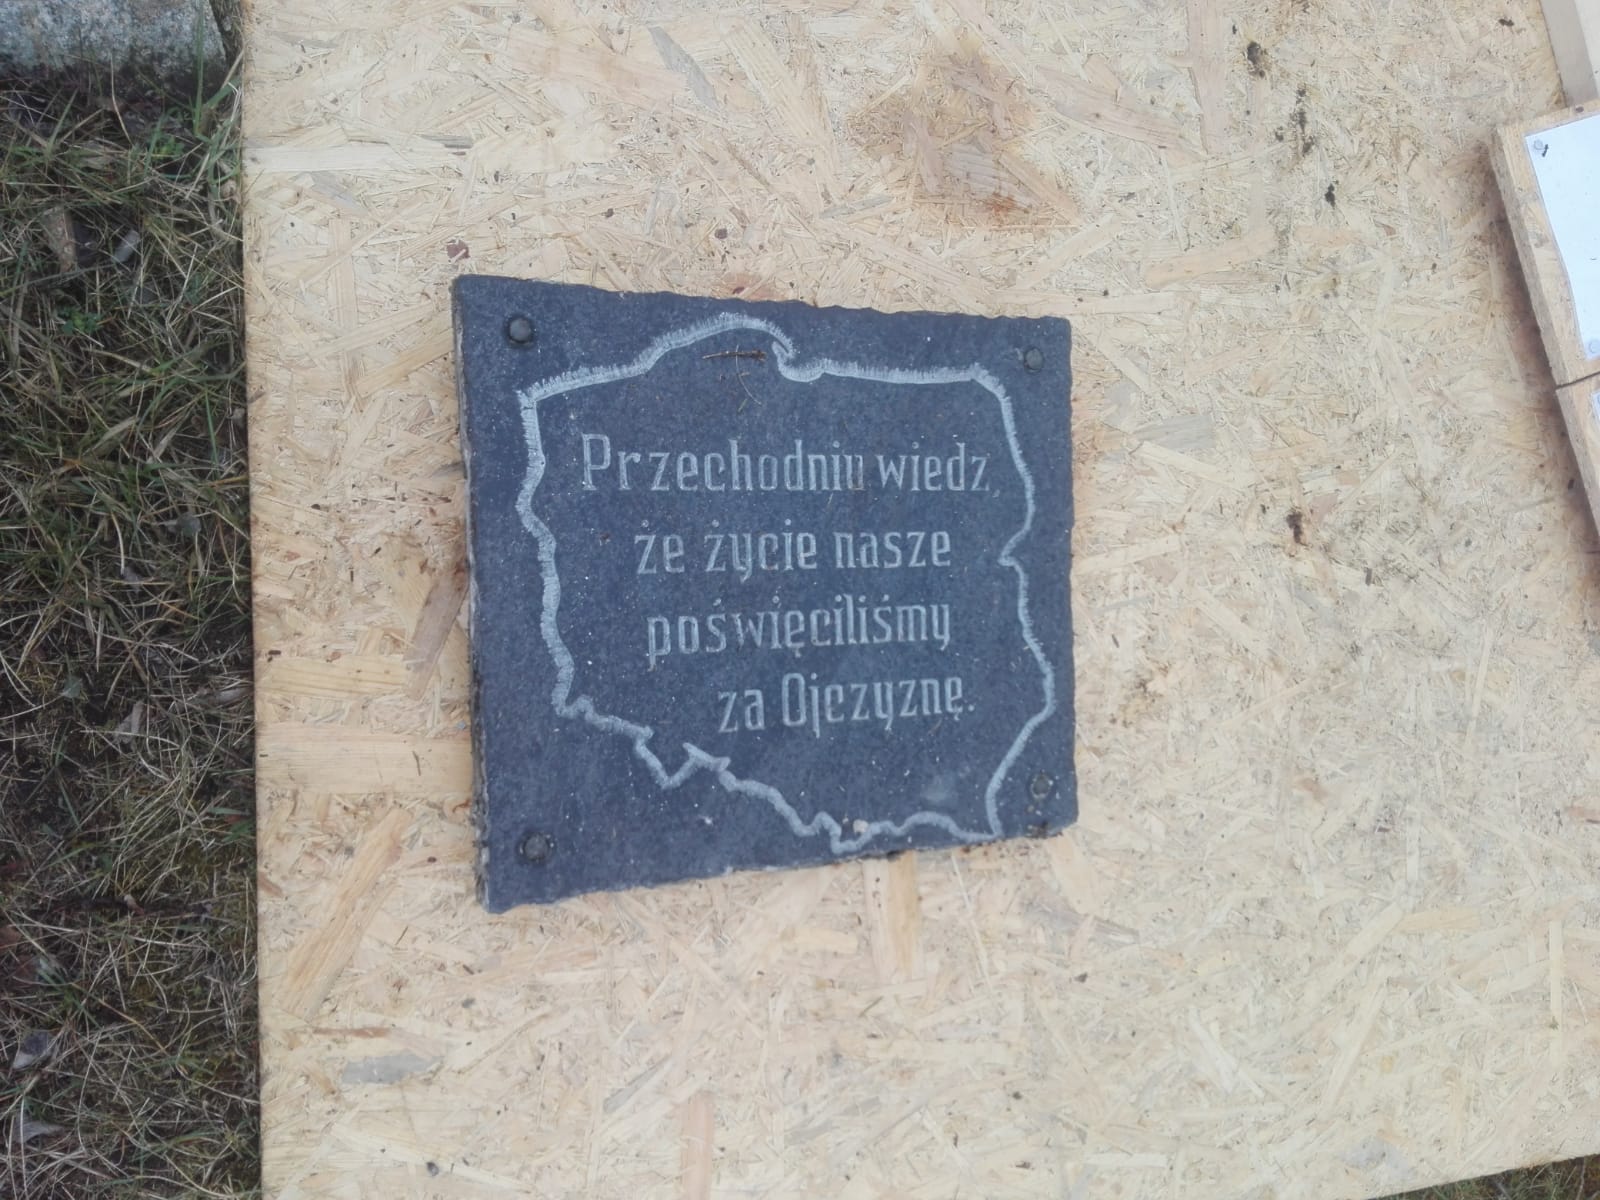 Przechodniu wiedz,
że życie nasze
poświęciliśmy
za Ojczyznę.